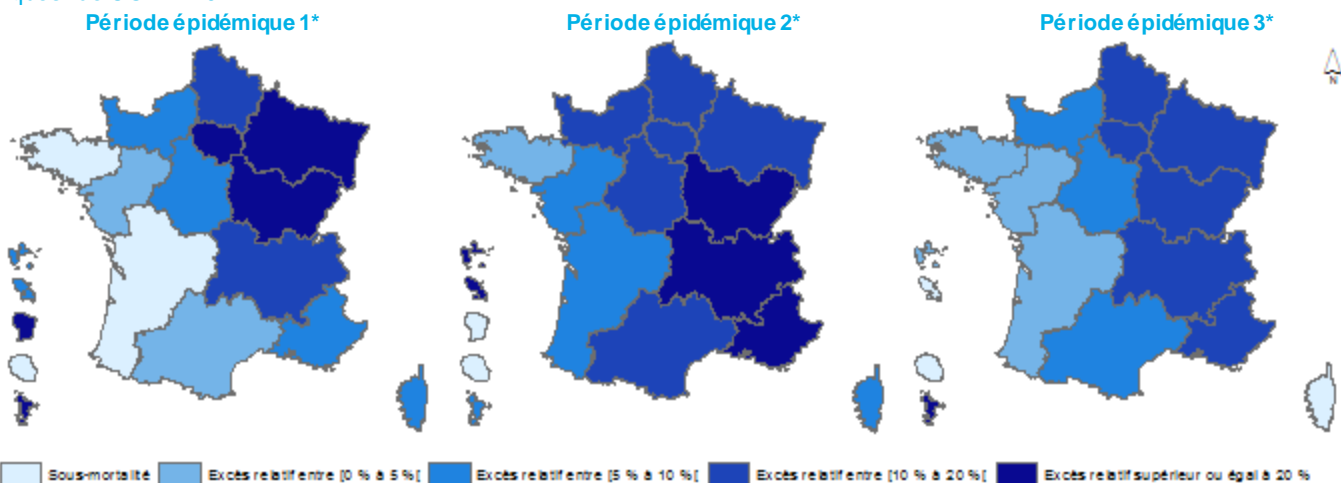 Période épidémique 1*
Période épidémique 2*
Période épidémique 3*
N
Sous-mortalité
Excès relatif entre [0 % à 5 %[
Excès relatif entre [5 % à 10 %[
Excès relatif entre [10 % à 20 %[
Excès relatif supérieur ou égal à 20 %